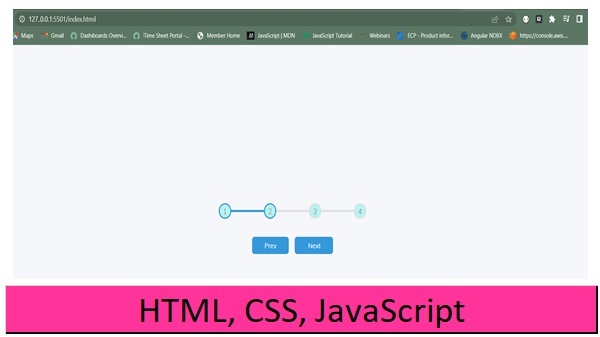 127.0.0.1:5501/index.html
Maps Gmail Dashboards Overvi... Time Sheet Portal -... Member Home JavaScript | MDN JavaScript Tutorial Webinars ECP - Product infor... Angular NDBX https://console.aws....
1 2 3 4
Prev Next
HTML, CSS, JavaScript